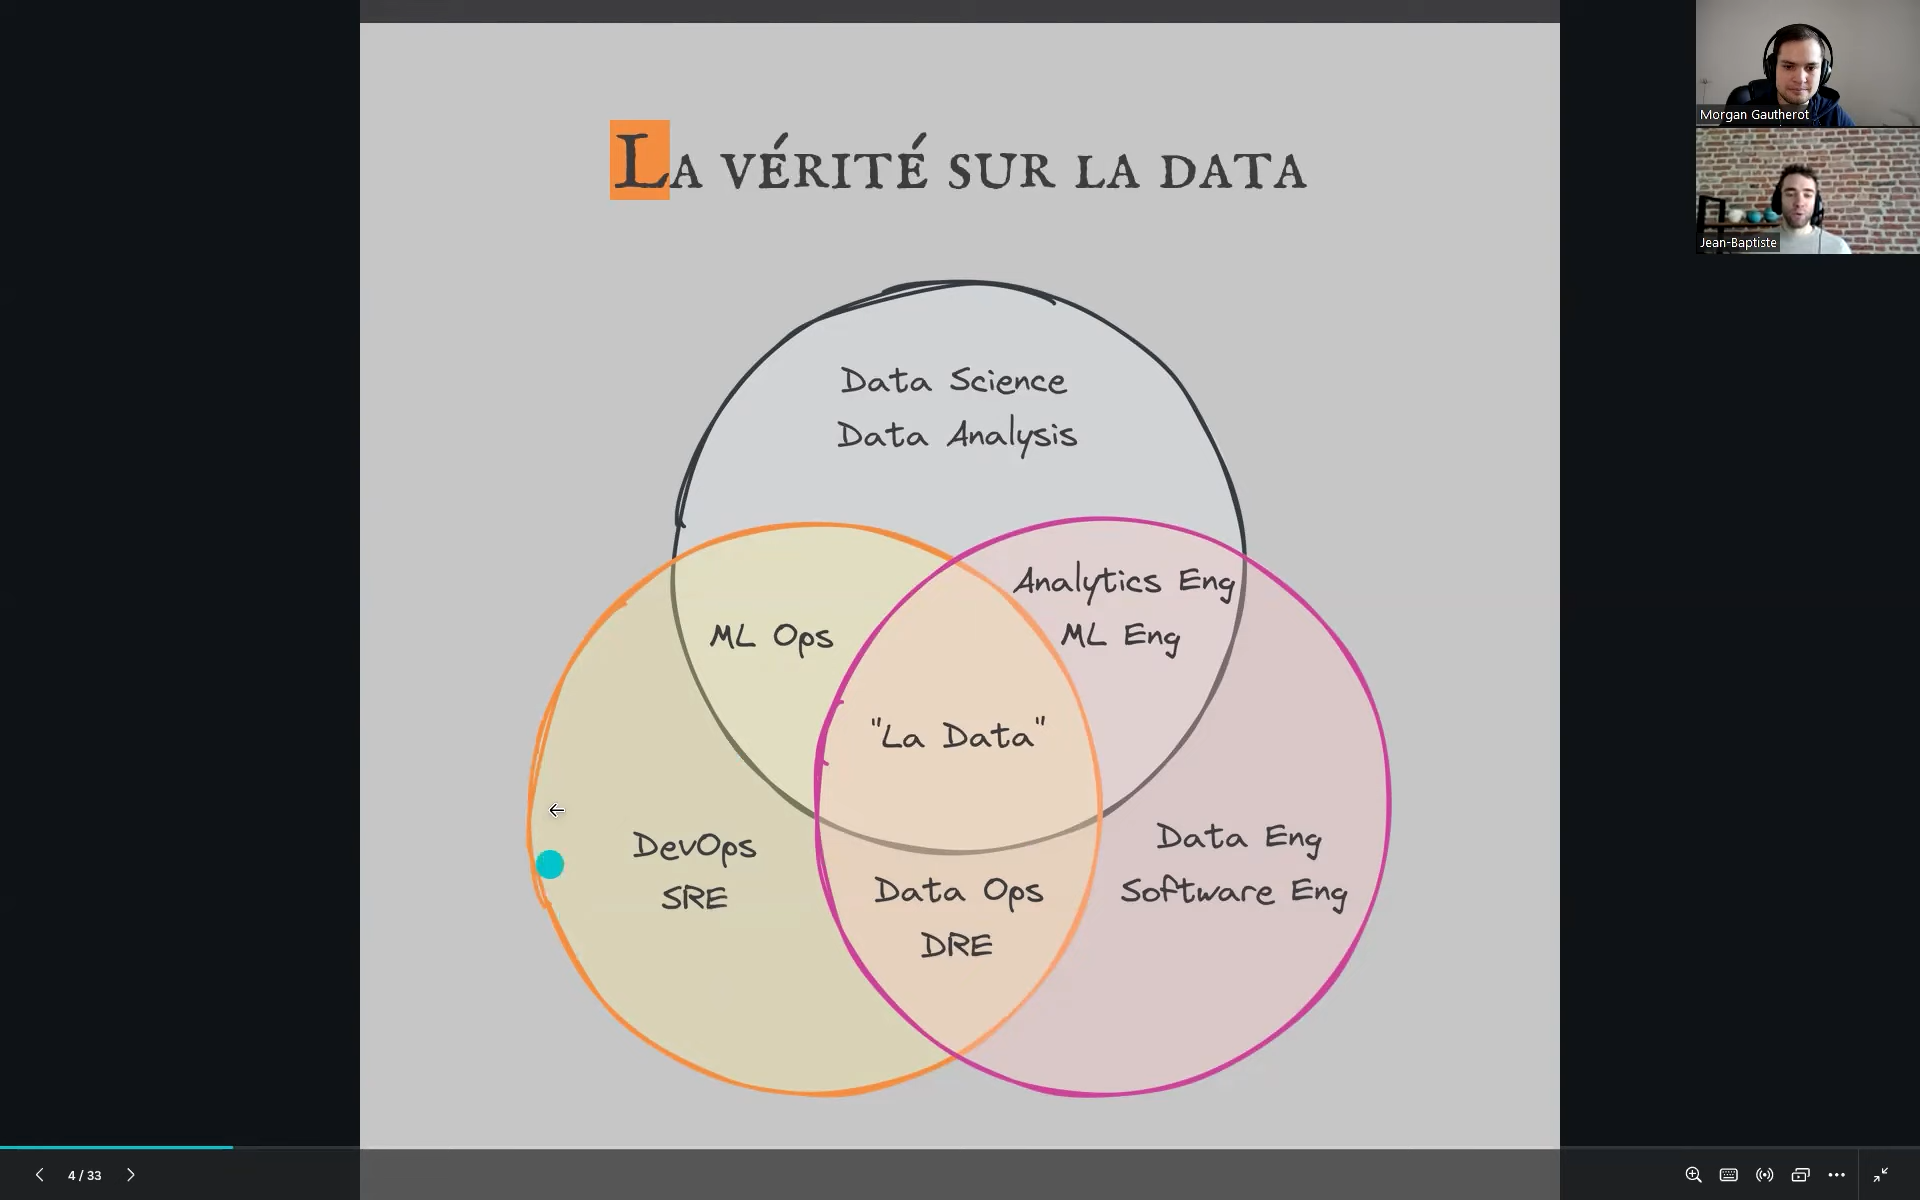 La vérité sur la data
Data Science
Data Analysis
Analytics Eng
ML Eng
ML Ops
"La Data"
DevOps
SRE
Data Ops
DRE
Data Eng
Software Eng
Morgan Gautherot
Jean-Baptiste
4 / 33